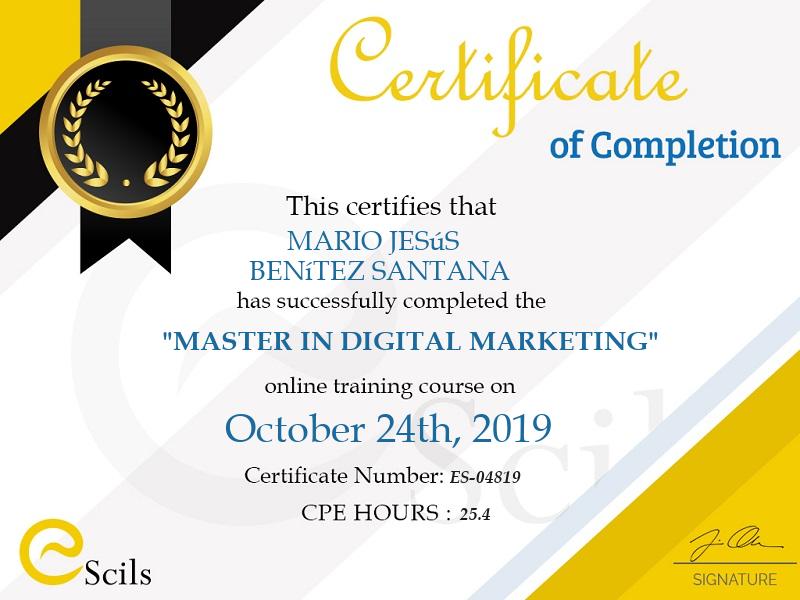 Certificate
of Completion
This certifies that
MARIO JESúS
BENíTEZ SANTANA
has successfully completed the
"MASTER IN DIGITAL MARKETING"
online training course on
October 24th, 2019
Certificate Number: ES-04819
CPE HOURS : 25.4
Scils
SIGNATURE